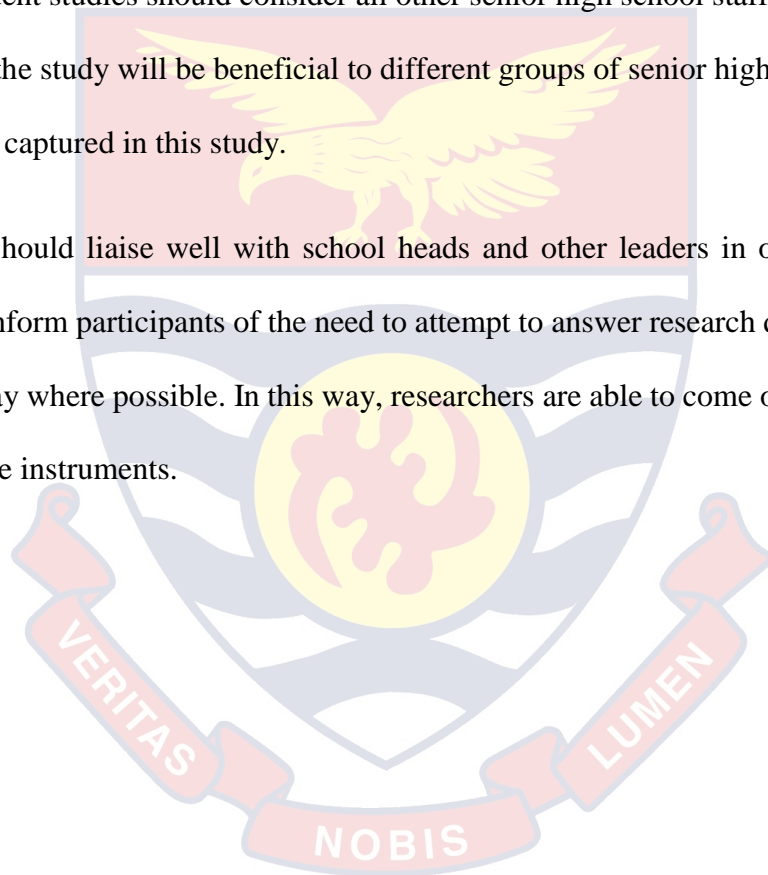 ent studies should consider all other senior high school staff
the study will be beneficial to different groups of senior high
captured in this study.
hould liaise well with school heads and other leaders in
nform participants of the need to attempt to answer research
ay where possible. In this way, researchers are able to come
e instruments.
VERITAS
NOBIS
LUMEN